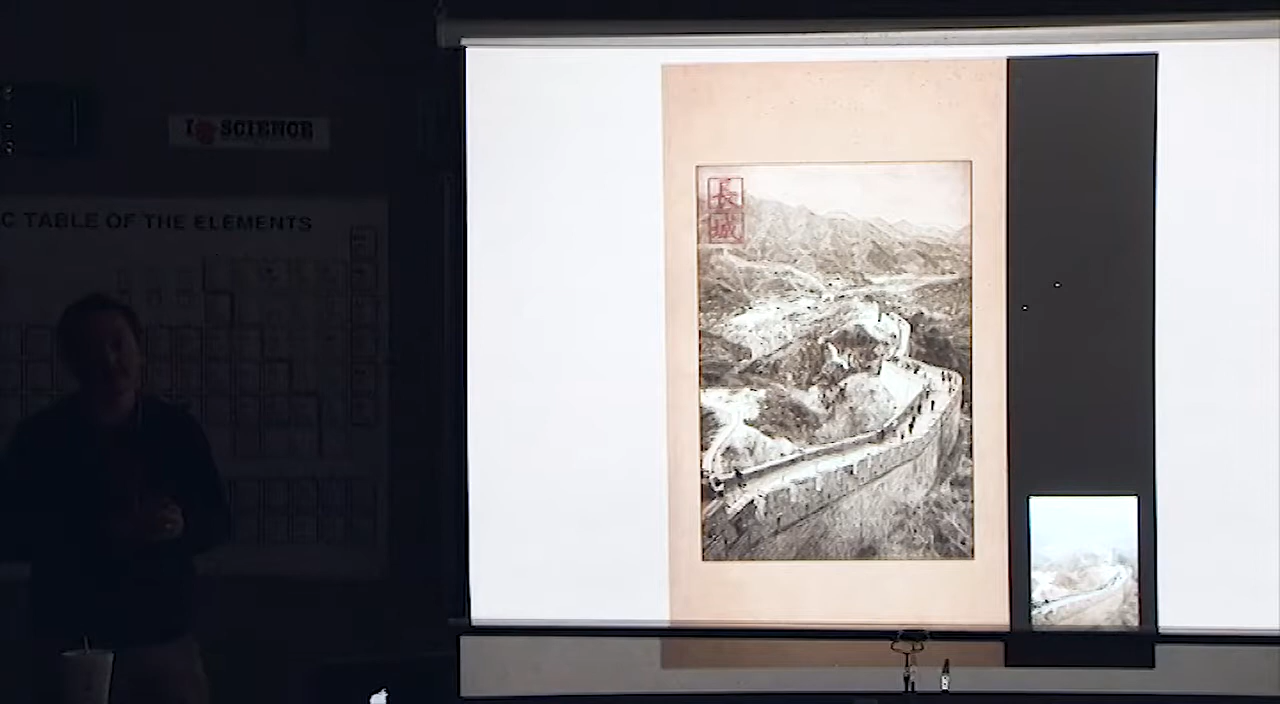 I SCIENCE
C TABLE OF THE ELEMENTS
長
城